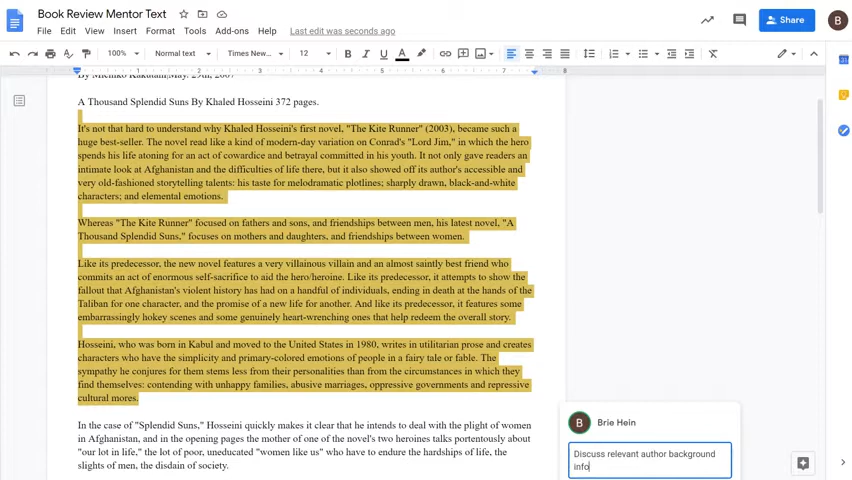 Book Review Mentor Text
File Edit View Insert Format Tools Add-ons Help Last edit was seconds ago
Share
B
100% Normal text Times New... 12 B I U A
1 2 3 4 5 6 7 8
By Michiko Kakutani May. 29th, 2007
A Thousand Splendid Suns By Khaled Hosseini 372 pages.
It's not that hard to understand why Khaled Hosseini's first novel, "The Kite Runner" (2003), became such a
huge best-seller. The novel read like a kind of modern-day variation on Conrad's "Lord Jim," in which the hero
spends his life atoning for an act of cowardice and betrayal committed in his youth. It not only gave readers an
intimate look at Afghanistan and the difficulties of life there, but it also showed off its author's accessible and
very old-fashioned storytelling talents: his taste for melodramatic plotlines; sharply drawn, black-and-white
characters; and elemental emotions.
Whereas "The Kite Runner" focused on fathers and sons, and friendships between men, his latest novel, "A
Thousand Splendid Suns," focuses on mothers and daughters, and friendships between women.
Like its predecessor, the new novel features a very villainous villain and an almost saintly best friend who
commits an act of enormous self-sacrifice to aid the hero/heroine. Like its predecessor, it attempts to show the
fallout that Afghanistan's violent history has had on a handful of individuals, ending in death at the hands of the
Taliban for one character, and the promise of a new life for another. And like its predecessor, it features some
embarrassingly hokey scenes and some genuinely heart-wrenching ones that help redeem the overall story.
Hosseini, who was born in Kabul and moved to the United States in 1980, writes in utilitarian prose and creates
characters who have the simplicity and primary-colored emotions of people in a fairy tale or fable. The
sympathy he conjures for them stems less from their personalities than from the circumstances in which they
find themselves: contending with unhappy families, abusive marriages, oppressive governments and repressive
cultural mores.
In the case of "Splendid Suns," Hosseini quickly makes it clear that he intends to deal with the plight of women
in Afghanistan, and in the opening pages the mother of one of the novel's two heroines talks portentously about
"our lot in life," the lot of poor, uneducated "women like us" who have to endure the hardships of life, the
slights of men, the disdain of society.
B Brie Hein
Discuss relevant author background
info